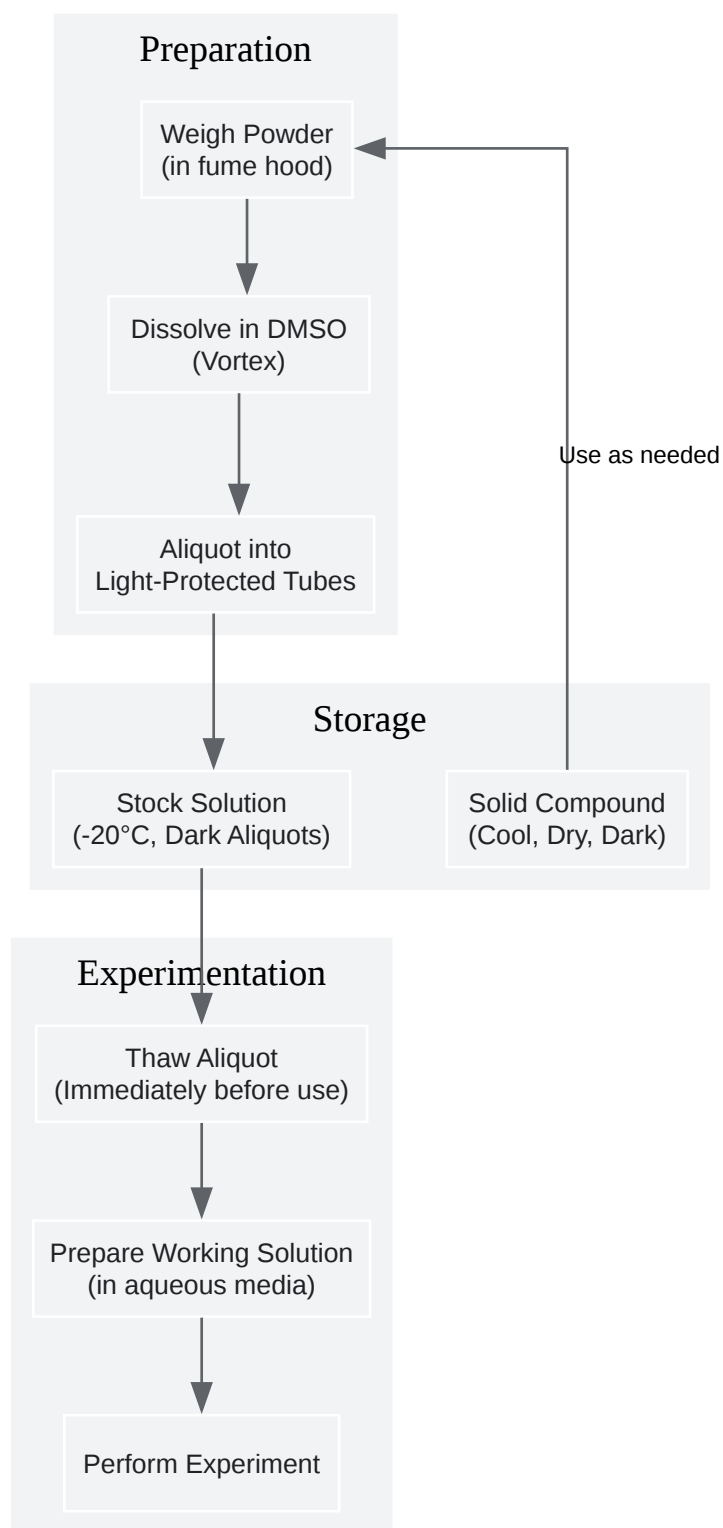 Preparation
Weigh Powder
(in fume hood)
Dissolve in DMSO
(Vortex)
Use as needed
Aliquot into
Light-Protected Tubes
Storage
Stock Solution
(-20°C, Dark Aliquots)
Solid Compound
(Cool, Dry, Dark)
Experimentation
Thaw Aliquot
(Immediately before use)
Prepare Working Solution
(in aqueous media)
Perform Experiment